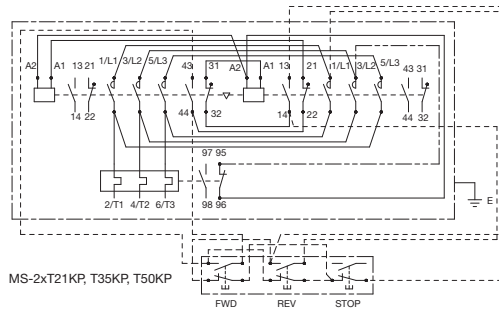 A2 A1 13 21 1/L1 3/L2 5/L3 43 31 A2 A1 13 21 1/L1 3/L2 5/L3 43 31
14 22 44 32 14 22 44 32
97 95
2/T1 4/T2 6/T3 98 96
E
MS-2xT21KP, T35KP, T50KP
FWD REV STOP